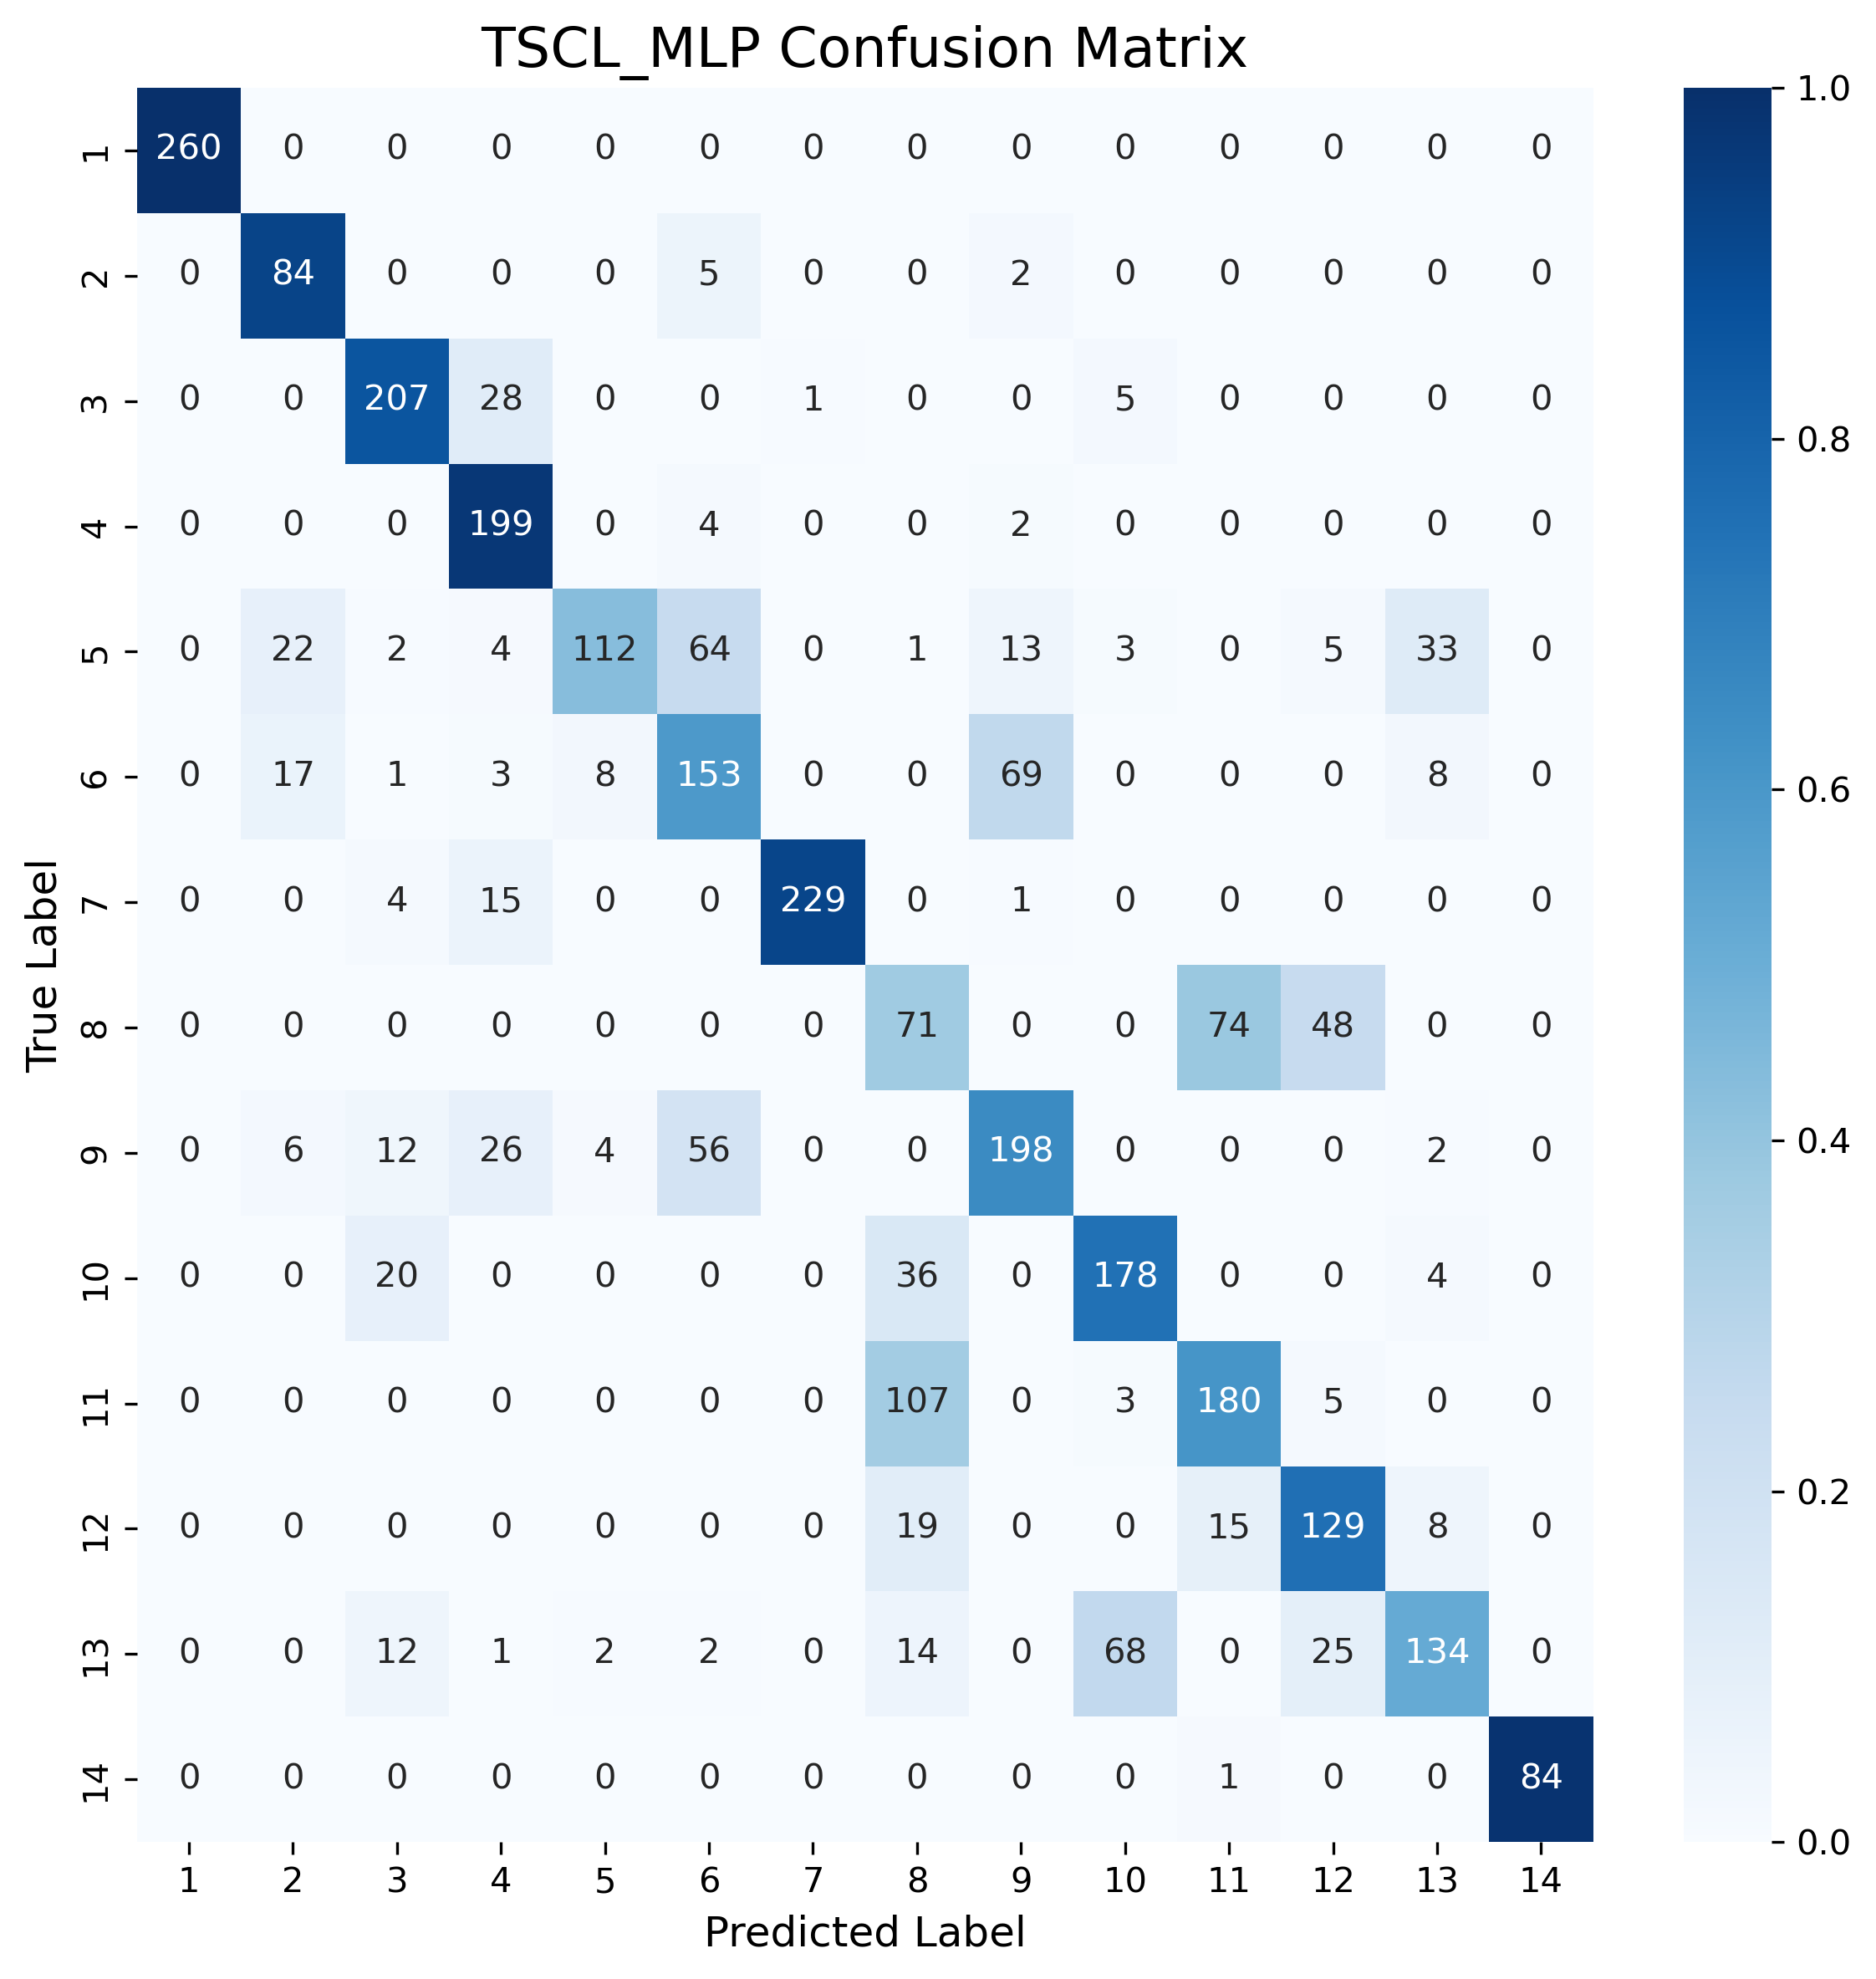 TSCL_MLP Confusion Matrix
1 260 0 0 0 0 0 0 0 0 0 0 0 0 0
2 0 84 0 0 0 5 0 0 2 0 0 0 0 0
3 0 0 207 28 0 0 1 0 0 5 0 0 0 0
4 0 0 0 199 0 4 0 0 2 0 0 0 0 0
5 0 22 2 4 112 64 0 1 13 3 0 5 33 0
6 0 17 1 3 8 153 0 0 69 0 0 0 8 0
7 0 0 4 15 0 0 229 0 1 0 0 0 0 0
8 0 0 0 0 0 0 0 71 0 0 74 48 0 0
9 0 6 12 26 4 56 0 0 198 0 0 0 2 0
10 0 0 20 0 0 0 0 36 0 178 0 0 4 0
11 0 0 0 0 0 0 0 107 0 3 180 5 0 0
12 0 0 0 0 0 0 0 19 0 0 15 129 8 0
13 0 0 12 1 2 2 0 14 0 68 0 25 134 0
14 0 0 0 0 0 0 0 0 0 0 1 0 0 84
1 2 3 4 5 6 7 8 9 10 11 12 13 14
Predicted Label
True Label
1.0
0.8
0.6
0.4
0.2
0.0